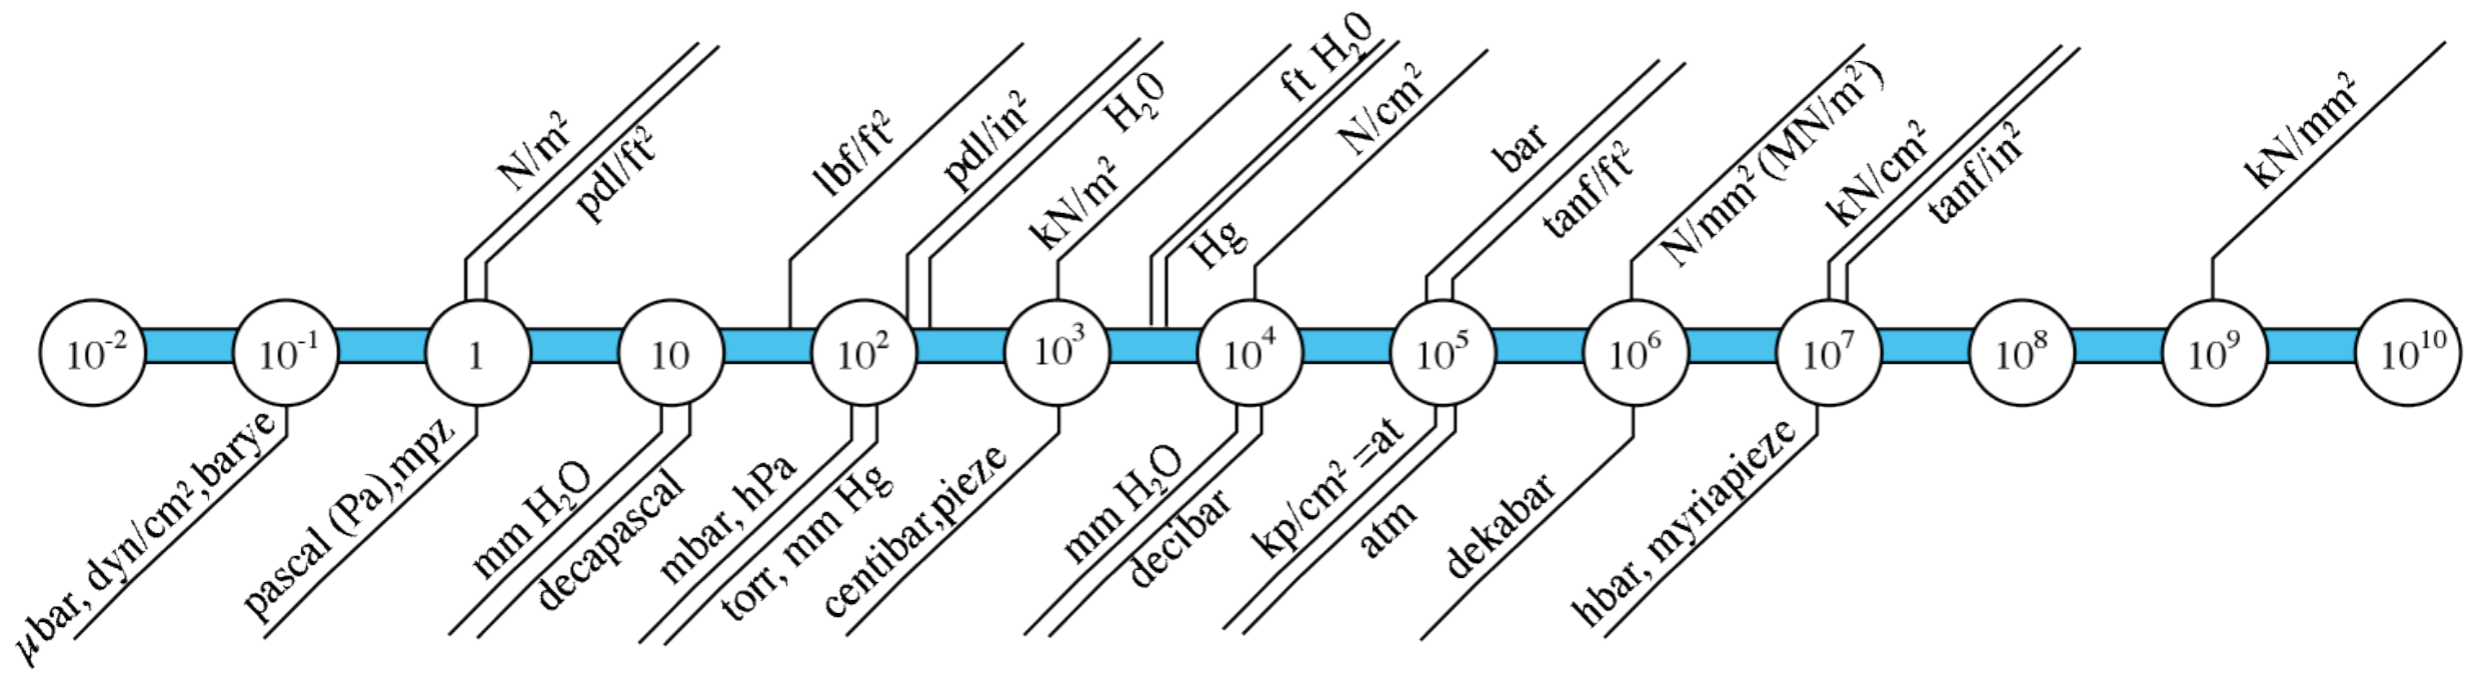 N/m²
pdl/ft²
lbf/ft²
pdl/in²
H₂0
kN/m²
ft H₂0
Hg
N/cm²
bar
tanf/ft²
N/mm² (MN/m²)
kN/cm²
tanf/in²
kN/mm²
10⁻² 10⁻¹ 1 10 10² 10³ 10⁴ 10⁵ 10⁶ 10⁷ 10⁸ 10⁹ 10¹⁰
μbar, dyn/cm²,barye
pascal (Pa),mpz
mm H₂O
decapascal
mbar, hPa
torr, mm Hg
centibar,pieze
mm H₂O
decibar
kp/cm² =at
atm
dekabar
hbar, myriapieze